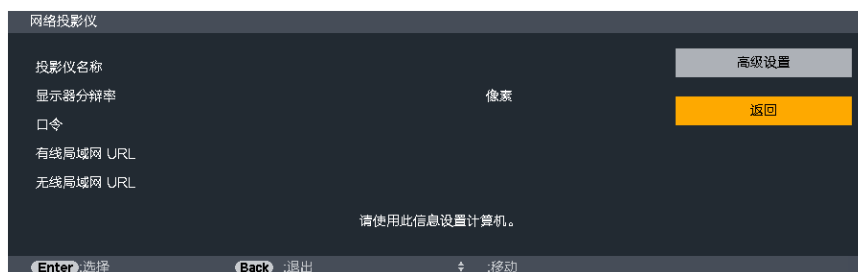 网络投影仪
投影仪名称
高级设置
显示器分辩率 像素
返回
口令
有线局域网 URL
无线局域网 URL
请使用此信息设置计算机。
Enter :选择 Back :退出 :移动